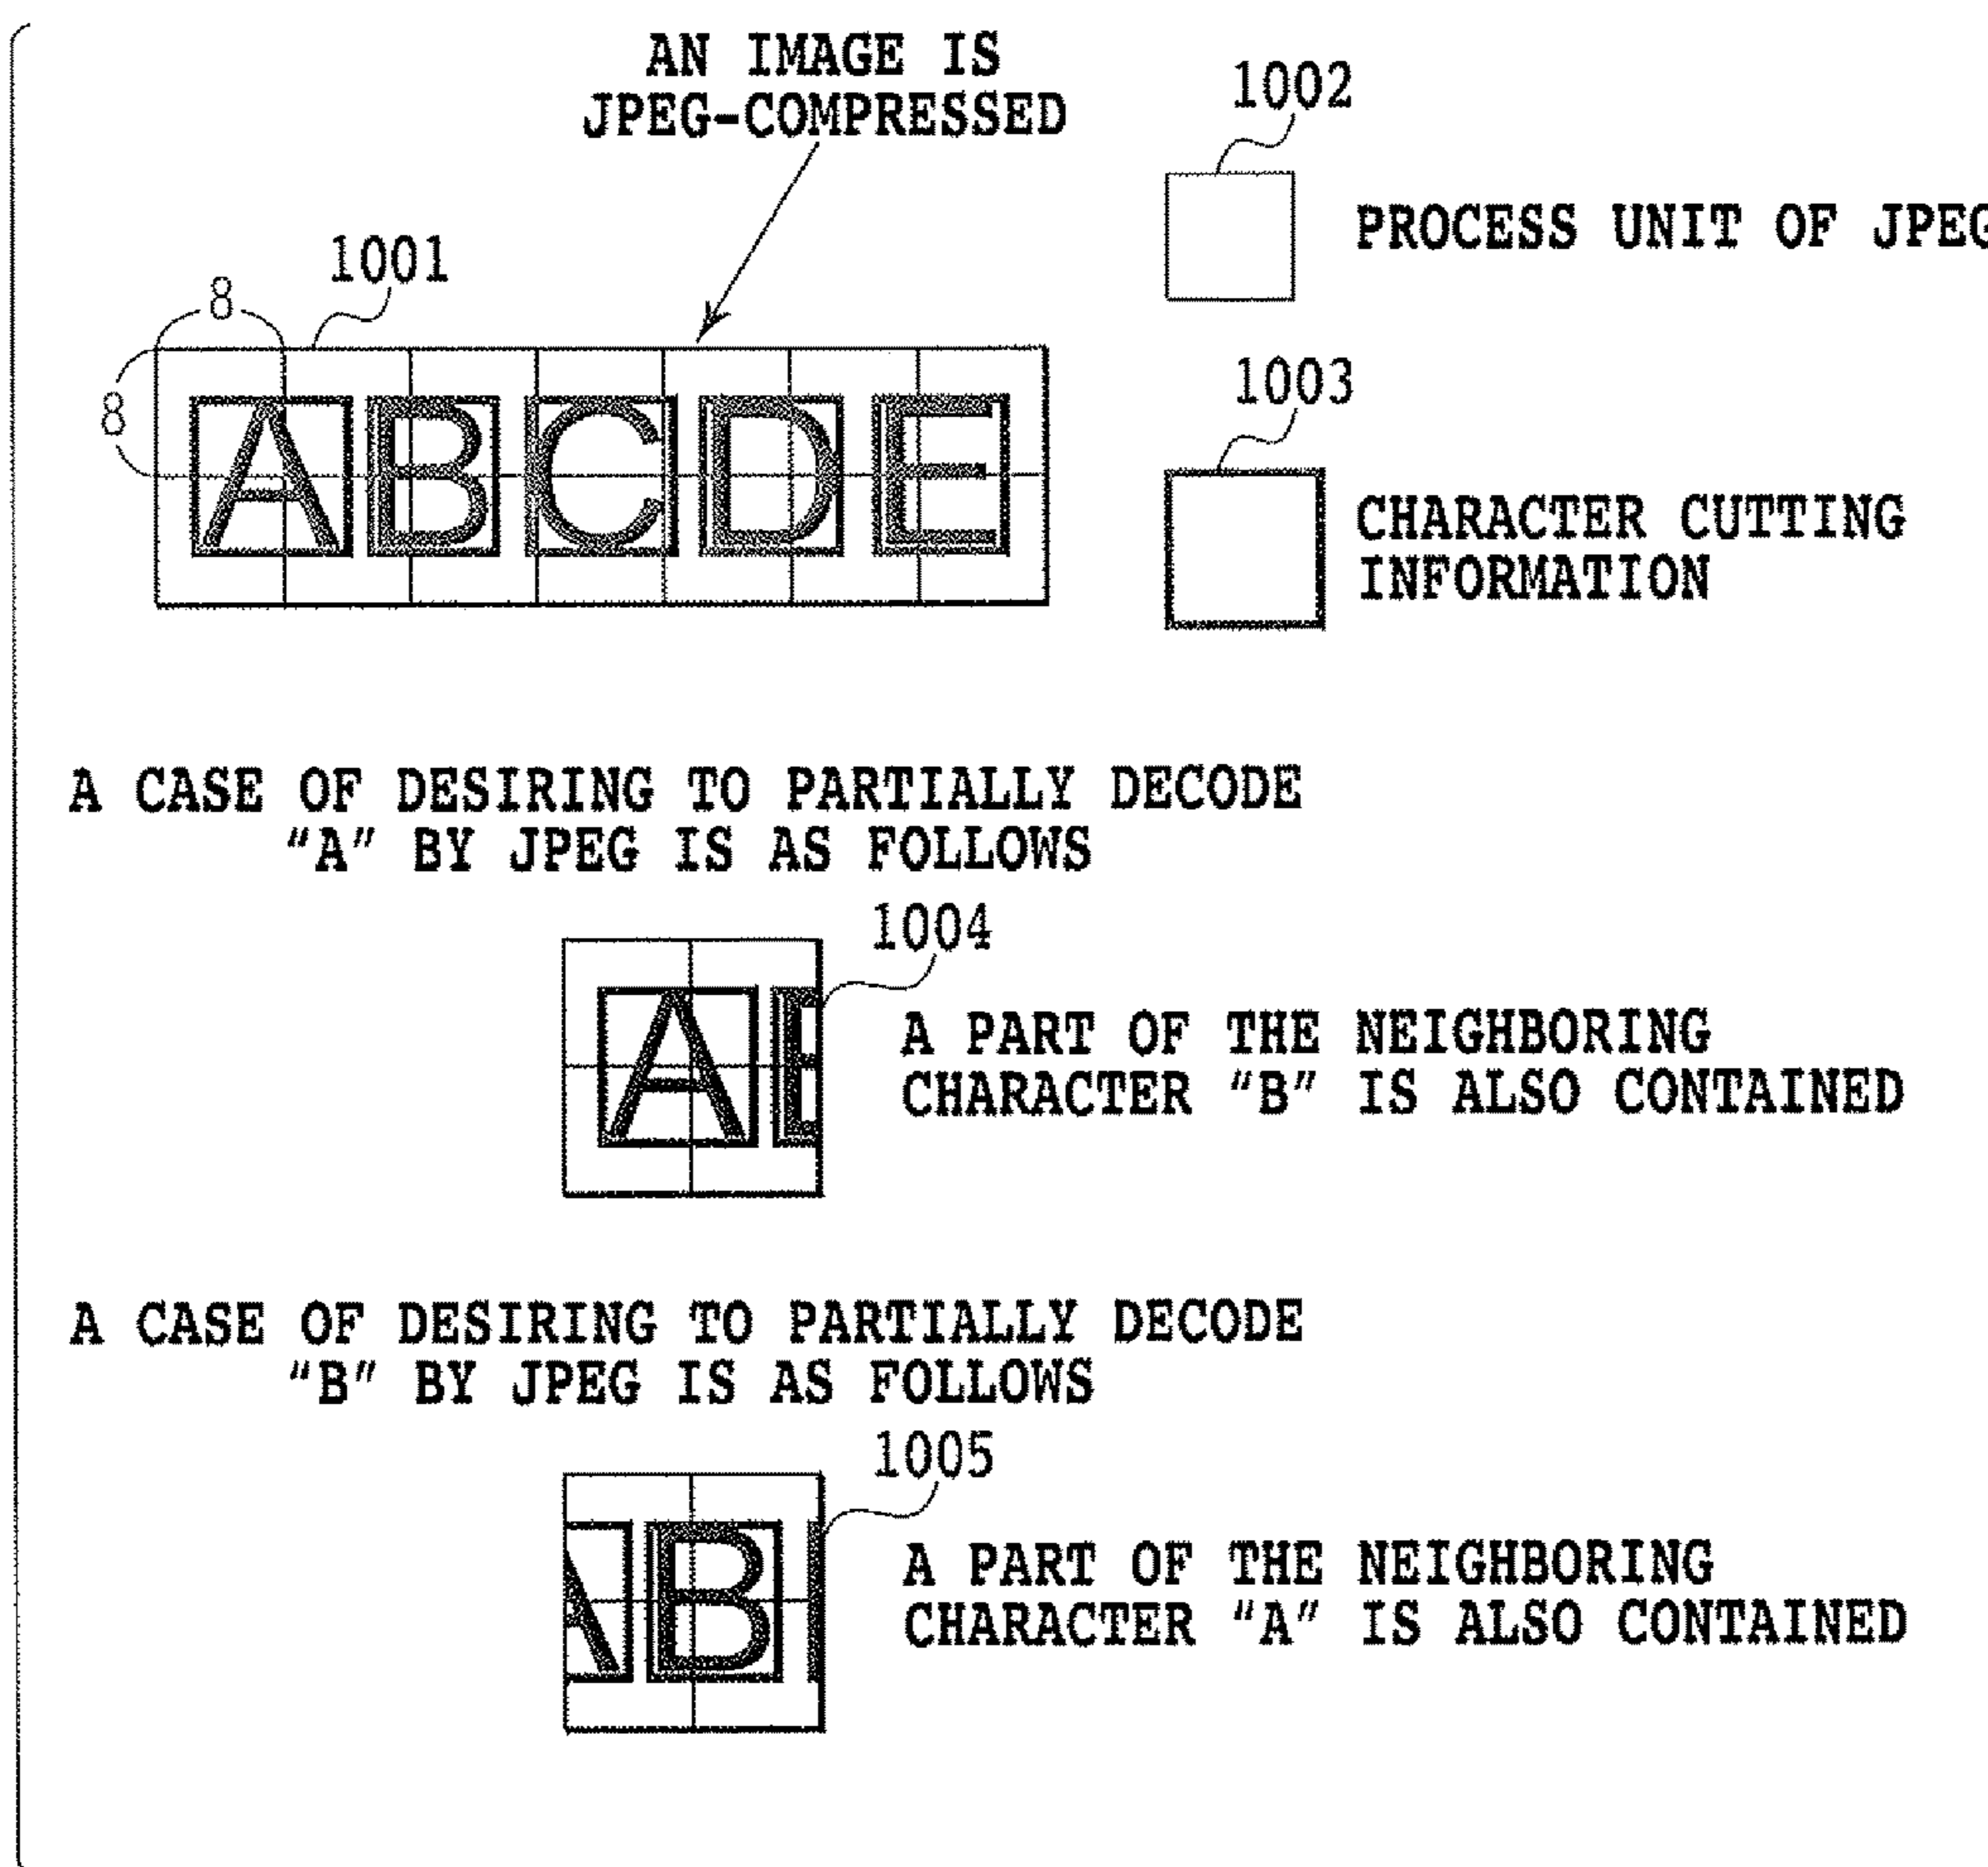 AN IMAGE IS
JPEG-COMPRESSED
1002
PROCESS UNIT OF JPEG
8
1001
8
ABCDE
1003
CHARACTER CUTTING
INFORMATION
A CASE OF DESIRING TO PARTIALLY DECODE
"A" BY JPEG IS AS FOLLOWS
1004
A
A PART OF THE NEIGHBORING
CHARACTER "B" IS ALSO CONTAINED
A CASE OF DESIRING TO PARTIALLY DECODE
"B" BY JPEG IS AS FOLLOWS
1005
B
A PART OF THE NEIGHBORING
CHARACTER "A" IS ALSO CONTAINED